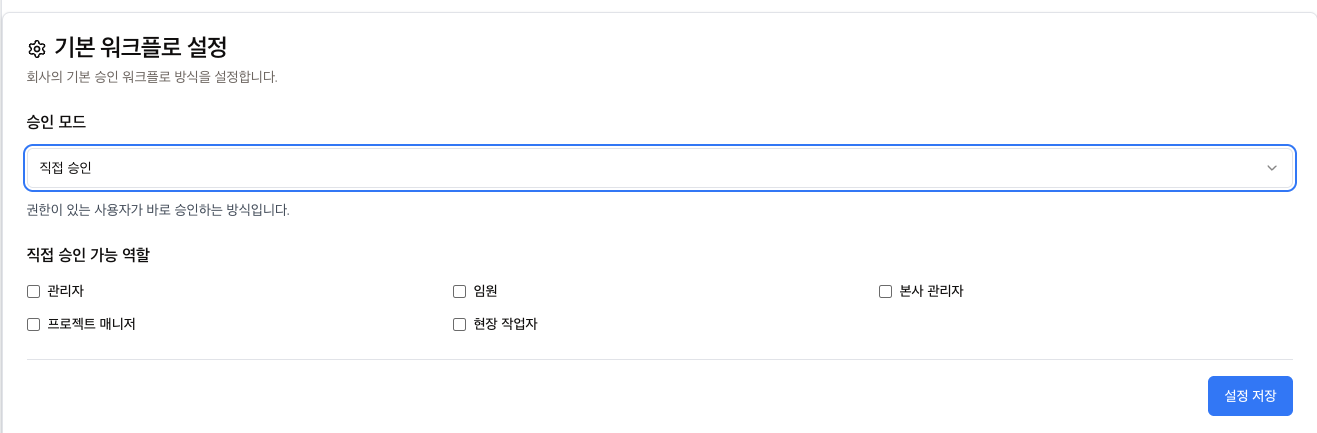 기본 워크플로 설정
회사의 기본 승인 워크플로 방식을 설정합니다.
승인 모드
직접 승인
권한이 있는 사용자가 바로 승인하는 방식입니다.
직접 승인 가능 역할
관리자 임원 본사 관리자
프로젝트 매니저 현장 작업자
설정 저장